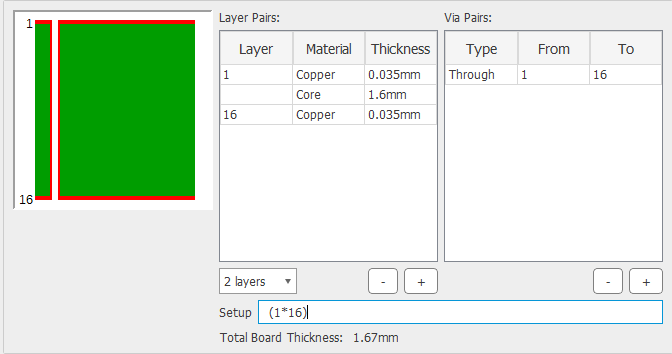 Layer Pairs:
Via Pairs:
1
16
Layer Material Thickness
1 Copper 0.035mm
Core 1.6mm
16 Copper 0.035mm
Type From To
Through 1 16
2 layers
- +
- +
Setup (1*16)
Total Board Thickness: 1.67mm